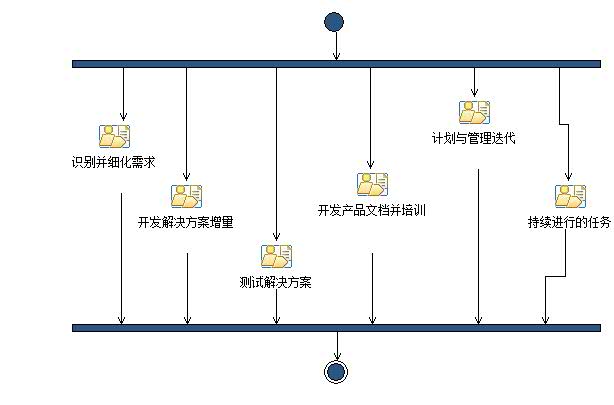 计划与管理迭代
识别并细化需求
开发产品文档并培训
开发解决方案增量
持续进行的任务
测试解决方案